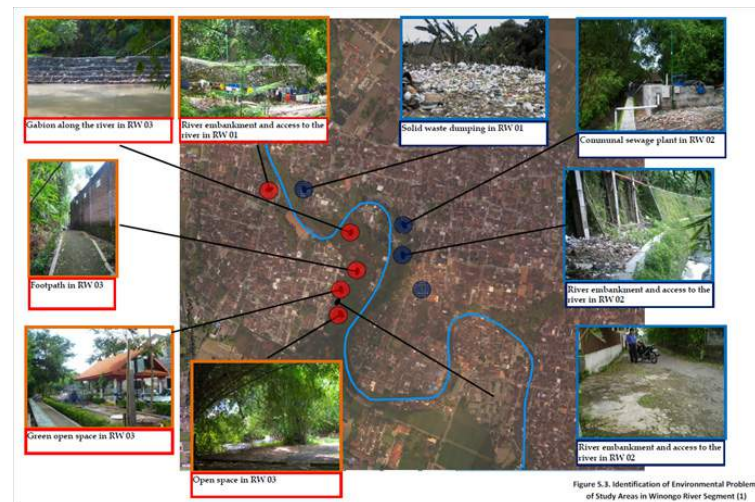 Gabion along the river in RW 03
River embankment and access to the
river in RW 01
Solid waste dumping in RW 01
Communal sewage plant in RW 02
Footpath in RW 03
River embankment and access to the
river in RW 02
Green open space in RW 03
Open space in RW 03
River embankment and access to the
river in RW 02
Figure 5.3. Identification of Environmental Problem
of Study Areas in Winongo River Segment (1)